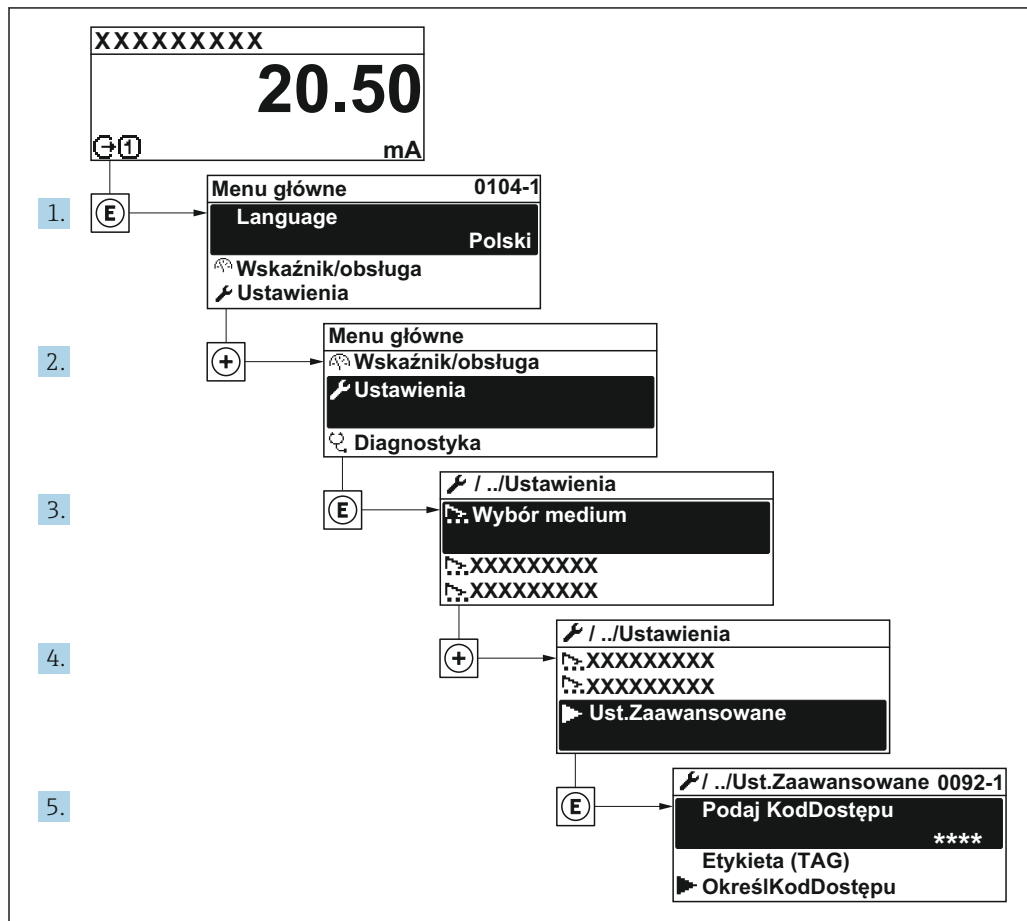 XXXXXXXXX
20.50
1
mA
1.
E
Menu główne 0104-1
Language
Polski
Wskaźnik/obsługa
Ustawienia
2.
+
Menu główne
Wskaźnik/obsługa
Ustawienia
Diagnostyka
3.
E
/ ../Ustawienia
Wybór medium
XXXXXXXXX
XXXXXXXXX
4.
+
/ ../Ustawienia
XXXXXXXXX
XXXXXXXXX
Ust.Zaawansowane
5.
E
/ ../Ust.Zaawansowane 0092-1
Podaj KodDostępu
****
Etykieta (TAG)
OkreślKodDostępu